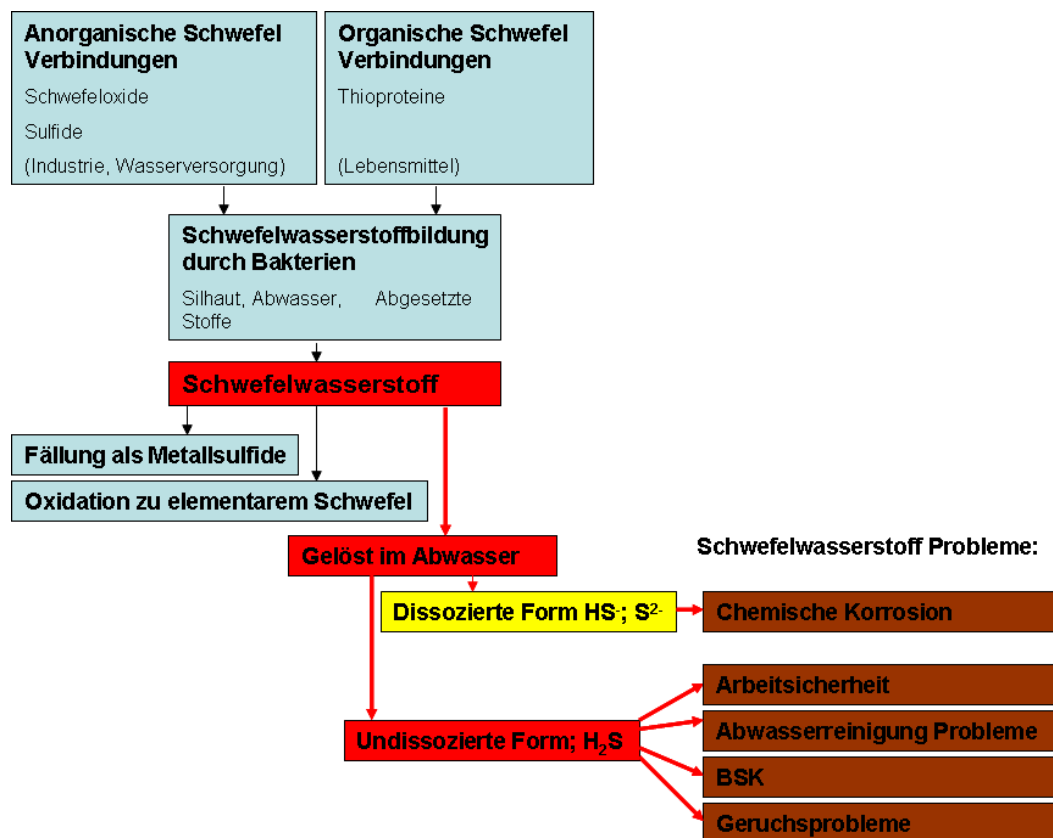 Anorganische Schwefel
Verbindungen
Schwefeloxide
Sulfide
(Industrie, Wasserversorgung)
Organische Schwefel
Verbindungen
Thioproteine
(Lebensmittel)
Schwefelwasserstoffbildung
durch Bakterien
Silhaut, Abwasser, Abgesetzte
Stoffe
Schwefelwasserstoff
Fällung als Metallsulfide
Oxidation zu elementarem Schwefel
Gelöst im Abwasser
Schwefelwasserstoff Probleme:
Dissozierte Form HS⁻; S²⁻
Chemische Korrosion
Undissozierte Form; H₂S
Arbeitsicherheit
Abwasserreinigung Probleme
BSK
Geruchsprobleme